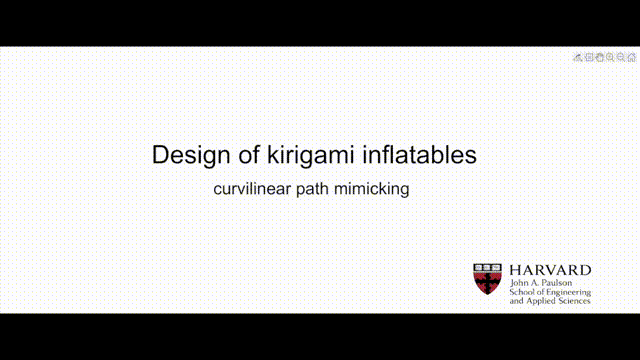 Design of kirigami inflatables
curvilinear path mimicking
HARVARD
John A. Paulson
School of Engineering
and Applied Sciences